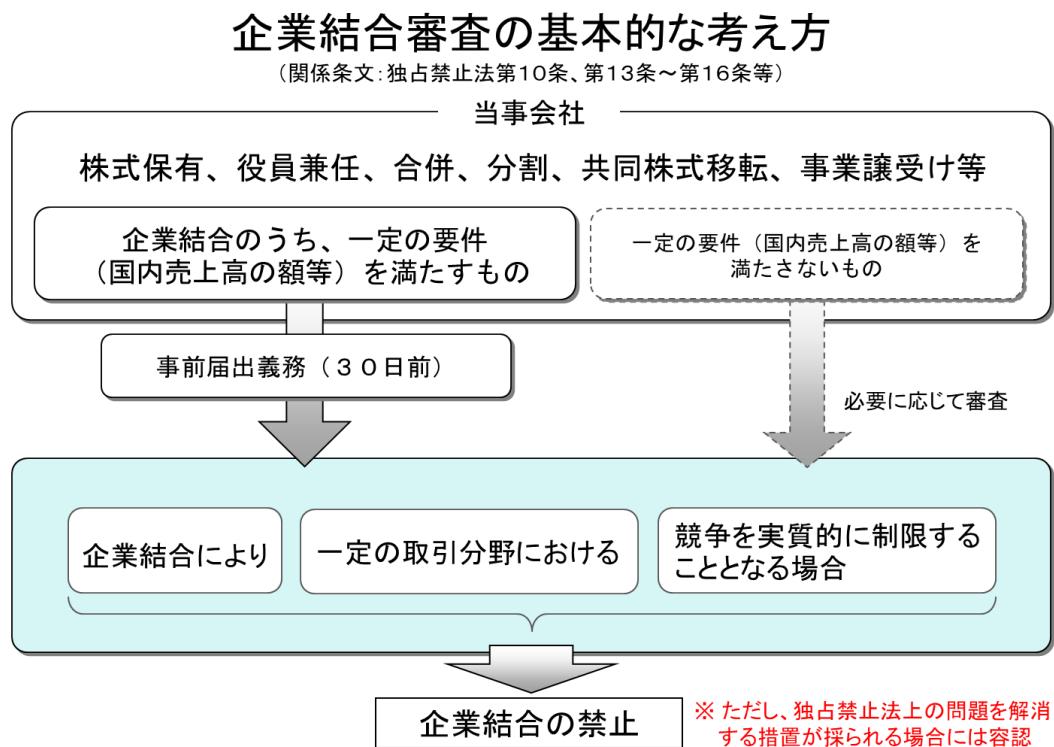 企業結合審査の基本的な考え方
（関係条文：独占禁止法第１０条、第１３条～第１６条等）
当事会社
株式保有、役員兼任、合併、分割、共同株式移転、事業譲受け等
企業結合のうち、一定の要件
（国内売上高の額等）を満たすもの
一定の要件（国内売上高の額等）を
満たさないもの
事前届出義務（３０日前）
必要に応じて審査
企業結合により
一定の取引分野における
競争を実質的に制限する
こととなる場合
企業結合の禁止
※ ただし、独占禁止法上の問題を解消
する措置が採られる場合には容認